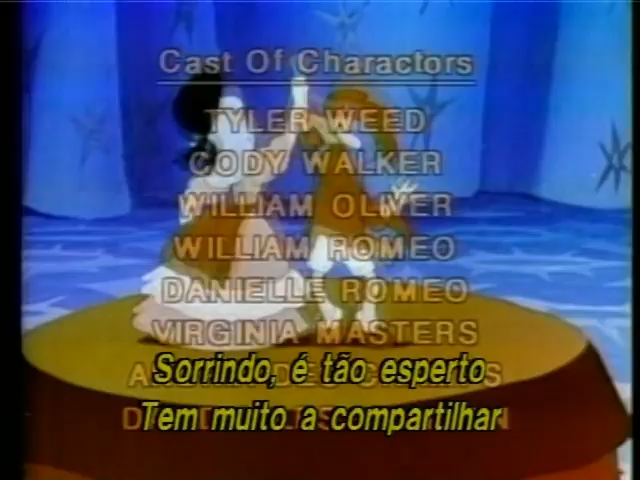 Cast Of Charactors
TYLER WEED
CODY WALKER
WILLIAM OLIVER
WILLIAM ROMEO
DANIELLE ROMEO
VIRGINIA MASTERS
Sorrindo, é tão esperto
Tem muito a compartilhar